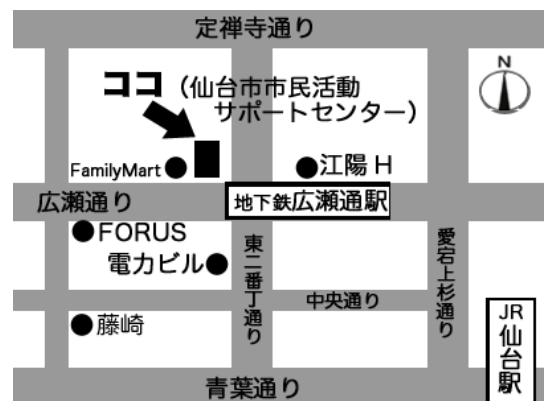 定禅寺通り
N
ココ(仙台市市民活動
サポートセンター)
FamilyMart
江陽 H
広瀬通り
地下鉄広瀬通駅
FORUS
電力ビル
東二番丁通り
愛宕上杉通り
中央通り
JR
仙台駅
藤崎
青葉通り